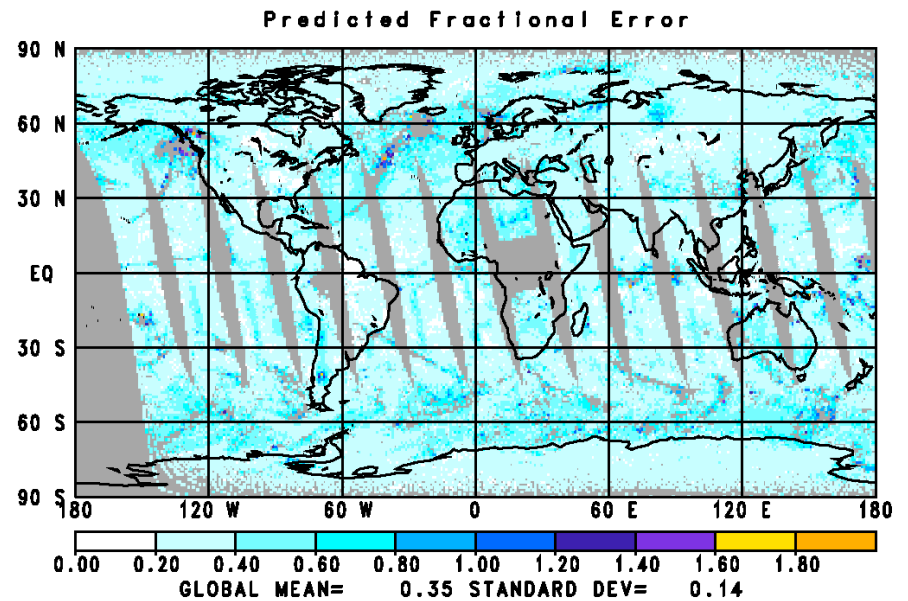 Predicted Fractional Error
90 N
60 N
30 N
EQ
30 S
60 S
90 S
180 120 W 60 W 0 60 E 120 E 180
0.00 0.20 0.40 0.60 0.80 1.00 1.20 1.40 1.60 1.80
GLOBAL MEAN= 0.35 STANDARD DEV= 0.14